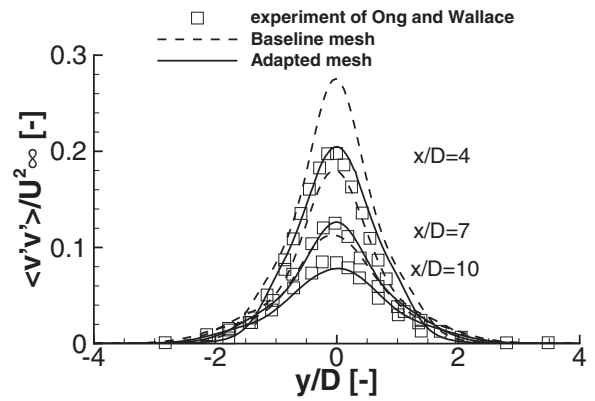 experiment of Ong and Wallace
Baseline mesh
Adapted mesh
0.3
0.2
0.1
0
<v'v'>/U²∞ [-]
x/D=4
x/D=7
x/D=10
-4
-2
0
2
4
y/D [-]